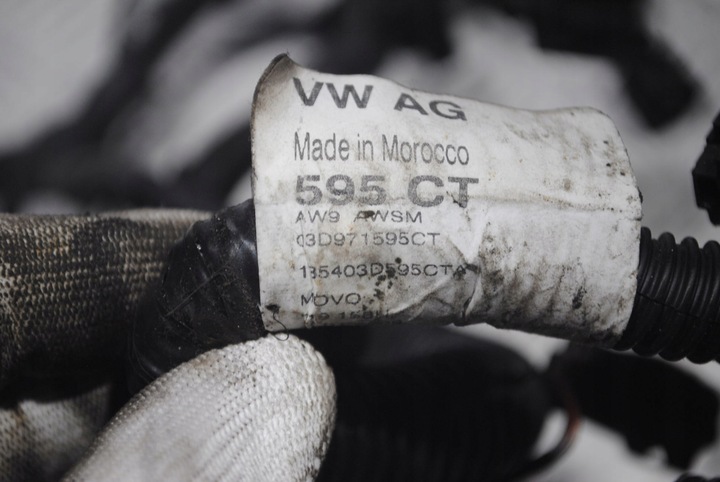 VW AG
Made in Morocco
595 CT
AW9 AWSM
03D971595CT
135403D595CTA
MOVO